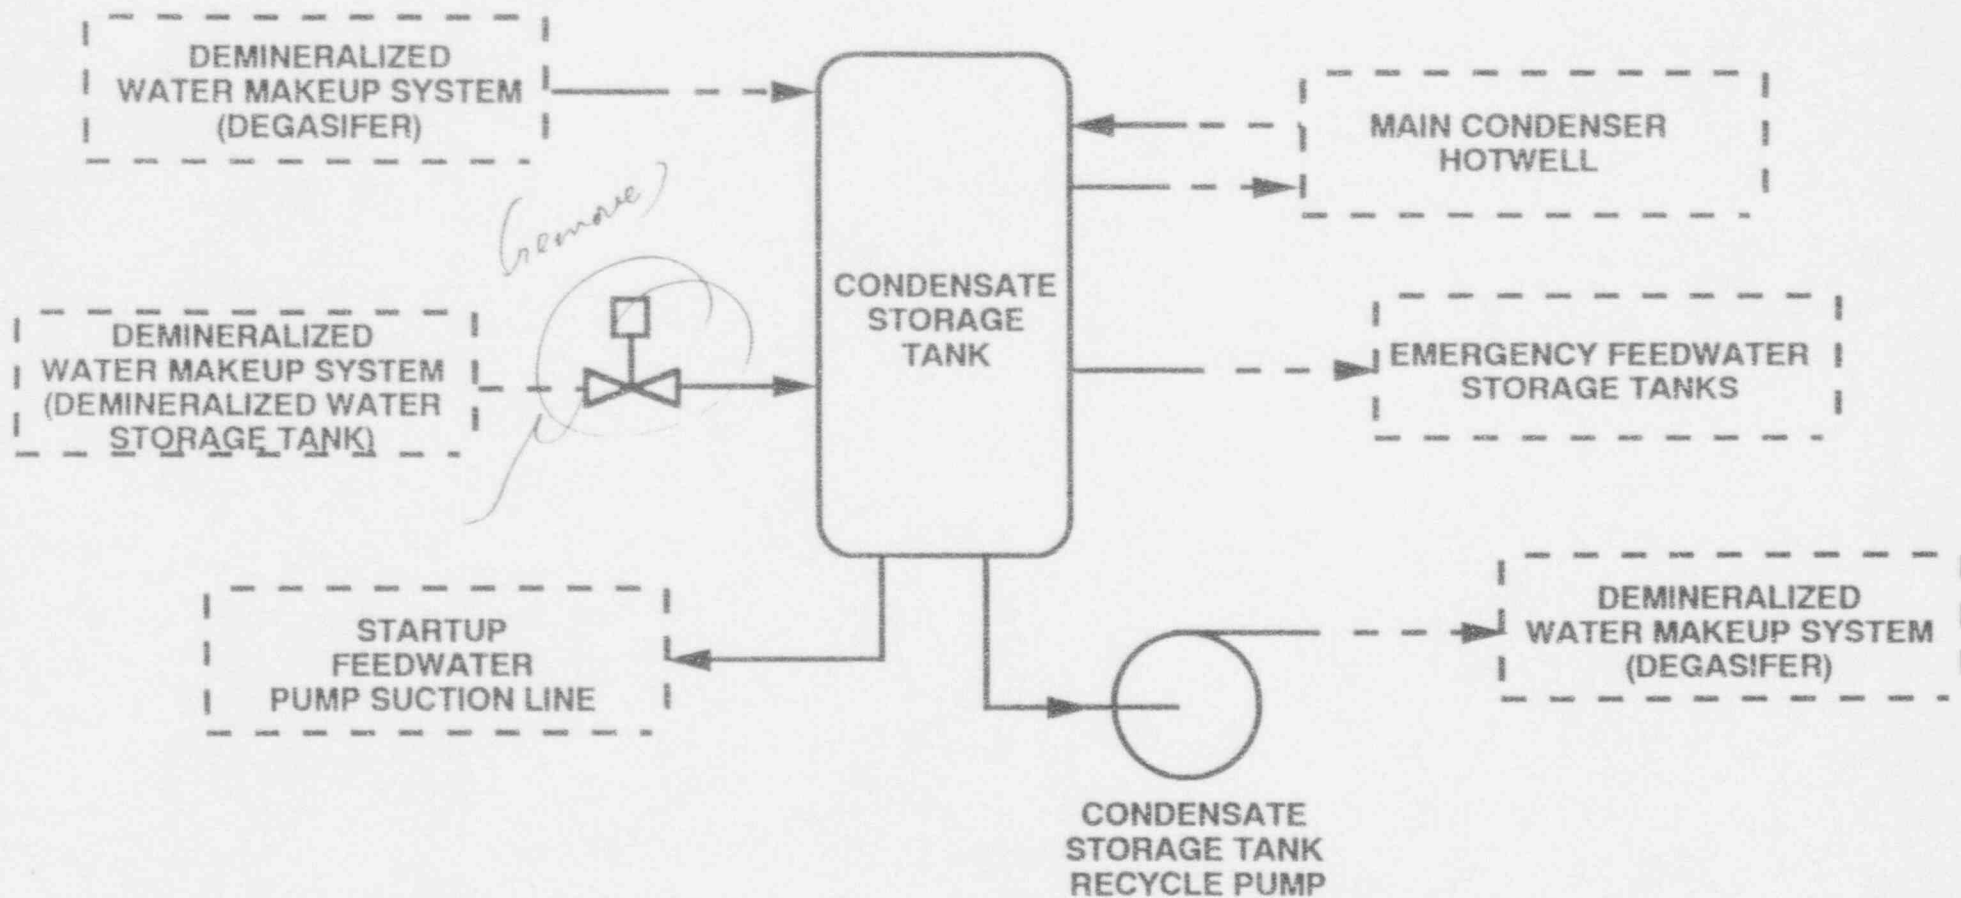 DEMINERALIZED
WATER MAKEUP SYSTEM
(DEGASIFER)
MAIN CONDENSER
HOTWELL
(remove)
CONDENSATE
STORAGE
TANK
DEMINERALIZED
WATER MAKEUP SYSTEM
(DEMINERALIZED WATER
STORAGE TANK)
EMERGENCY FEEDWATER
STORAGE TANKS
STARTUP
FEEDWATER
PUMP SUCTION LINE
DEMINERALIZED
WATER MAKEUP SYSTEM
(DEGASIFER)
CONDENSATE
STORAGE TANK
RECYCLE PUMP